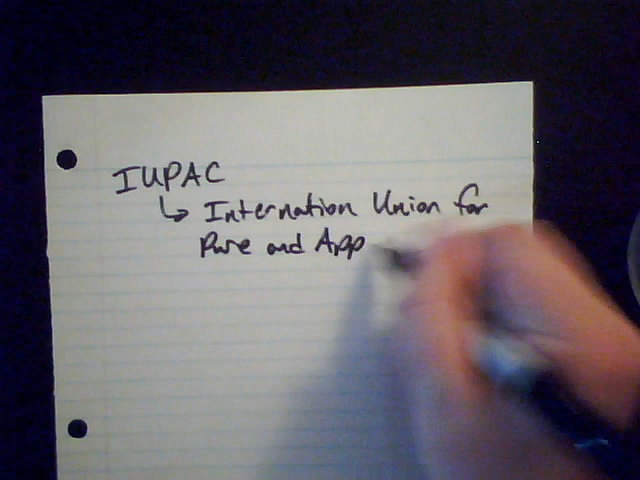 IUPAC
↳ Internation Union for
Pure and App